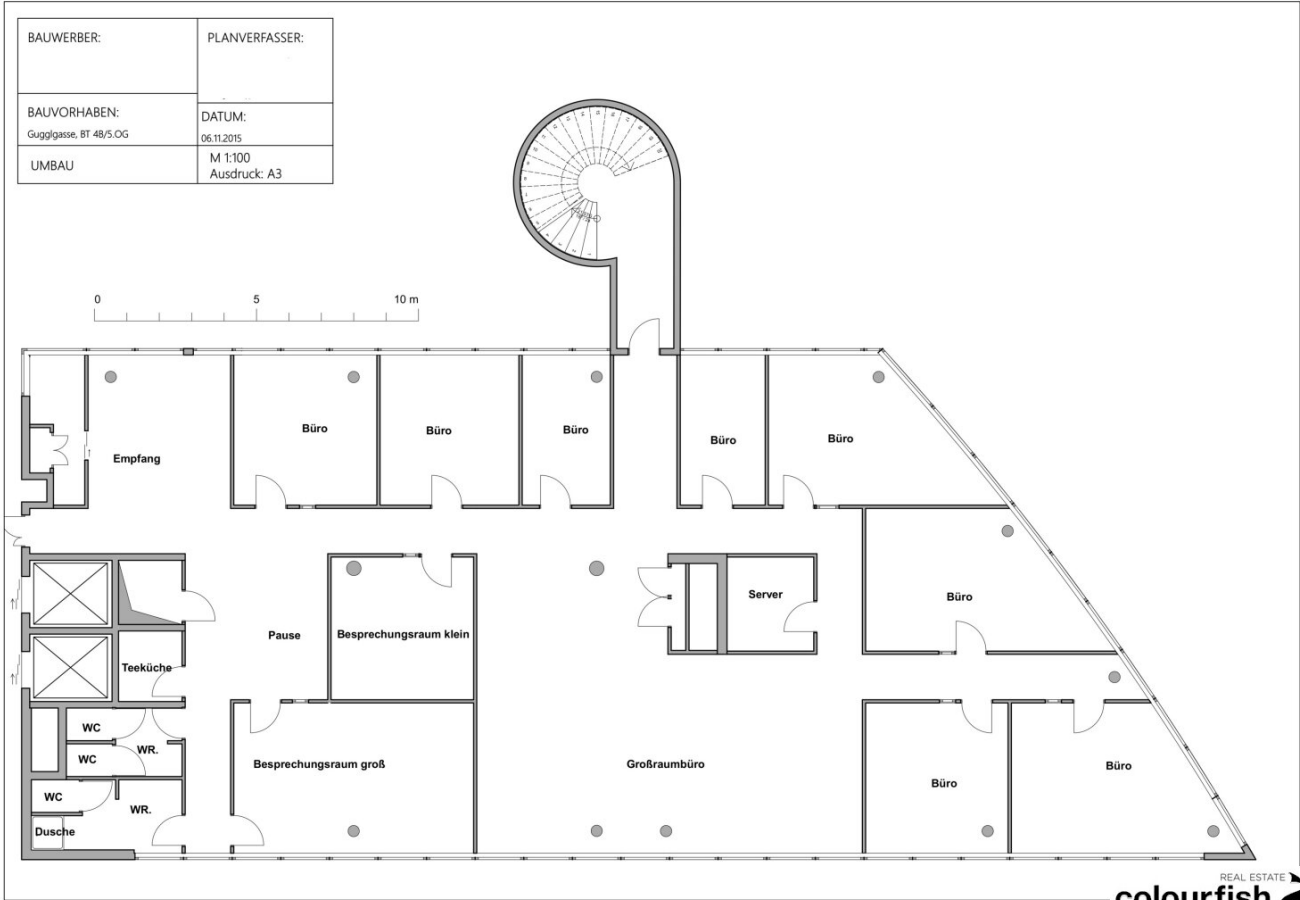 BAUWERBER:
PLANVERFASSER:
BAUVORHABEN:
Gugglgasse, BT 4B/5.OG
DATUM:
06.11.2015
UMBAU
M 1:100
Ausdruck: A3
0 5 10 m
Büro
Büro
Büro
Büro
Büro
Empfang
Server
Büro
Pause
Besprechungsraum klein
Teeküche
WC
WR.
WC
Besprechungsraum groß
Großraumbüro
Büro
Büro
WC
WR.
Dusche
REAL ESTATE
colourfish